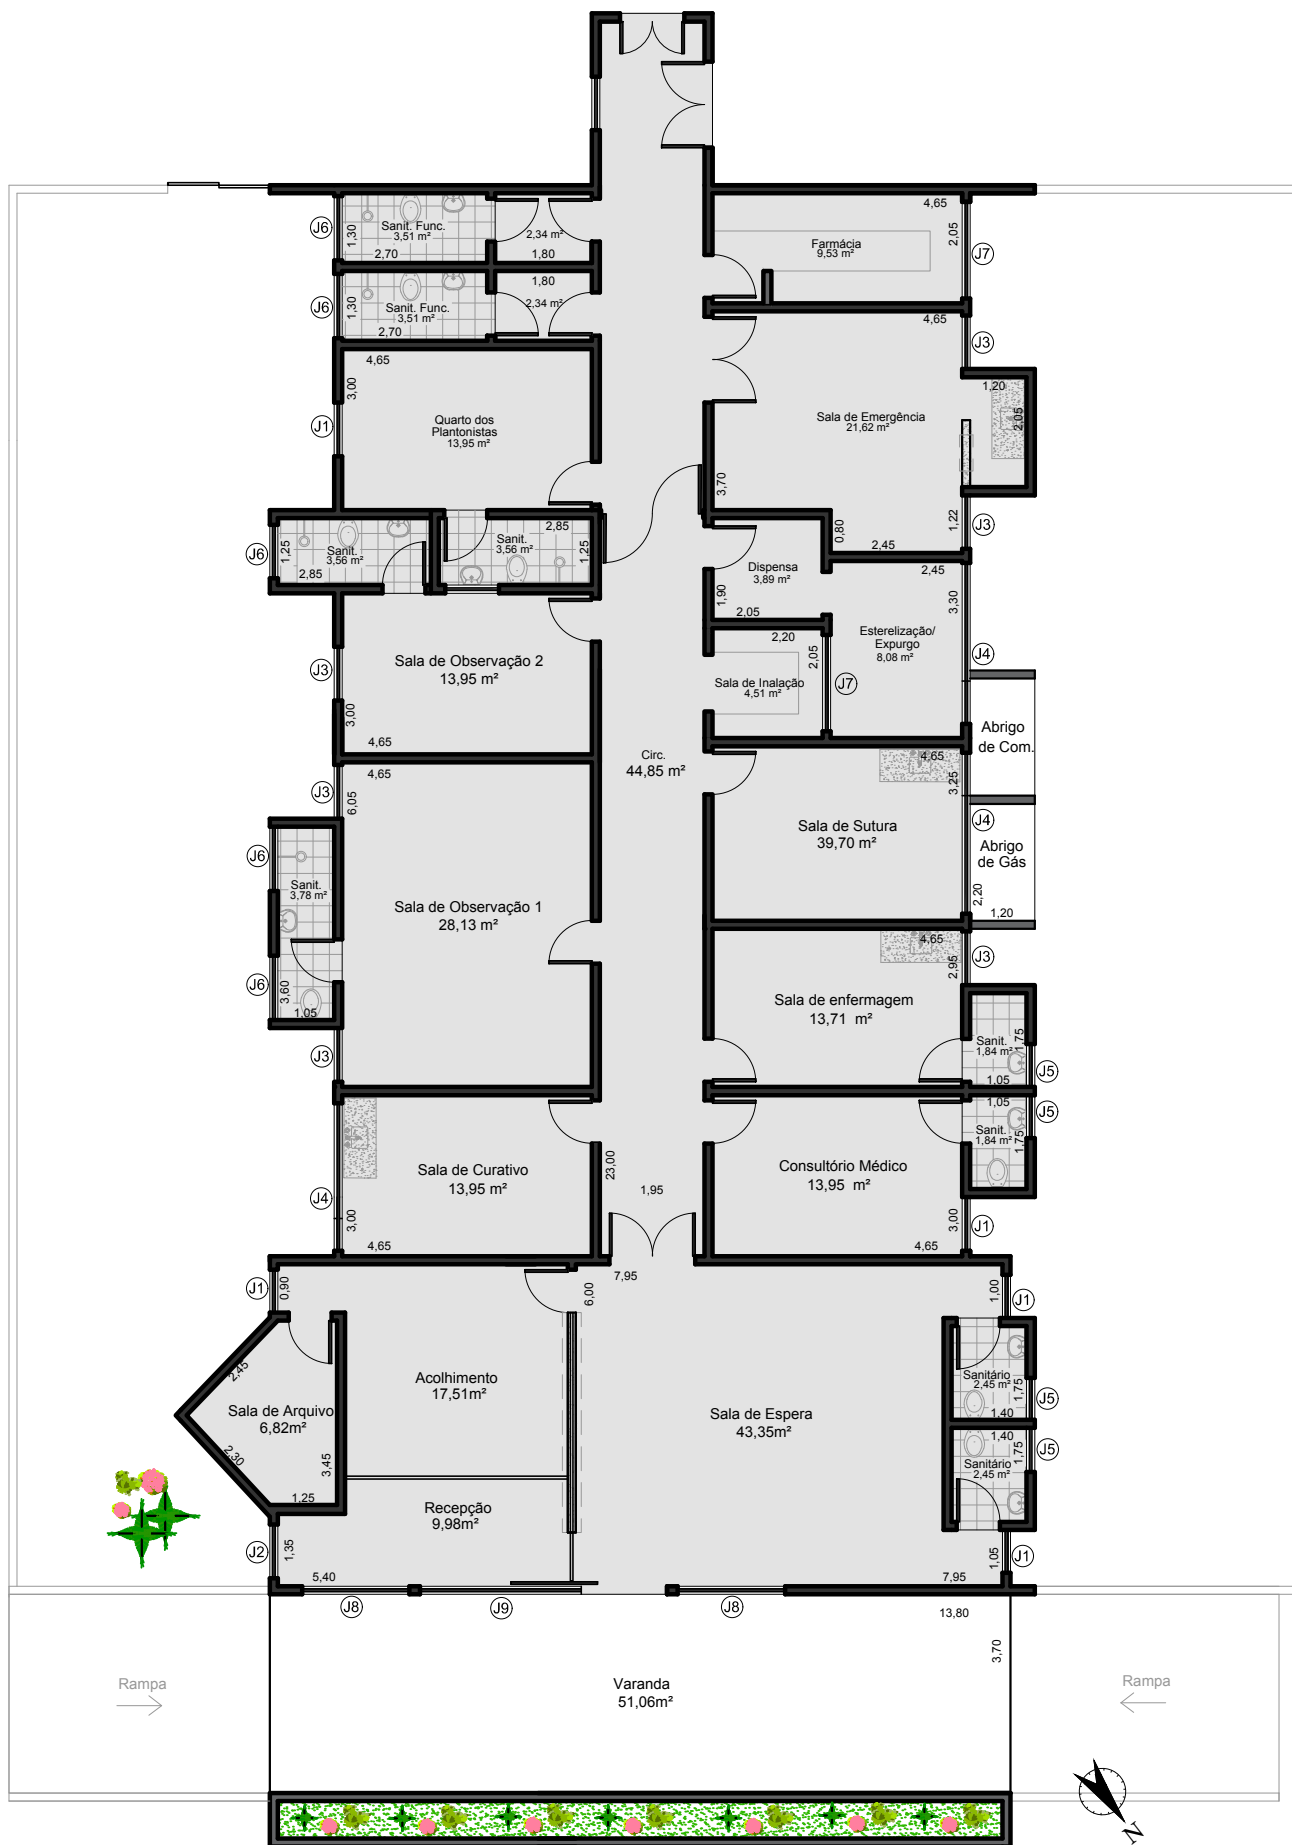 4,65
2,05
J7
Farmácia
9,53 m²
J6
1,30
Sanit. Func.
3,51 m²
2,70
2,34 m²
1,80
J6
1,30
Sanit. Func.
3,51 m²
2,70
1,80
2,34 m²
4,65
3,00
J1
Quarto dos
Plantonistas
13,95 m²
4,65
J3
1,20
2,05
Sala de Emergência
21,62 m²
3,70
0,80
2,45
1,22
J3
J6
1,25
Sanit.
3,56 m²
2,85
2,85
Sanit.
3,56 m²
1,25
Dispensa
3,89 m²
1,90
2,05
2,45
3,30
Esterelização/
Expurgo
8,08 m²
J4
2,20
2,05
Sala de Inalação
4,51 m²
J7
Sala de Observação 2
13,95 m²
J3
3,00
4,65
Abrigo
de Com.
Circ.
44,85 m²
4,65
6,05
J3
4,65
3,25
Sala de Sutura
39,70 m²
J4
Abrigo
de Gás
2,20
1,20
J6
Sanit.
3,78 m²
J6
3,60
1,05
Sala de Observação 1
28,13 m²
J3
4,65
2,95
J3
Sala de enfermagem
13,71 m²
Sanit.
1,84 m²
1,75
1,05
J5
1,05
Sanit.
1,84 m²
1,75
J5
Sala de Curativo
13,95 m²
J4
3,00
4,65
23,00
1,95
Consultório Médico
13,95 m²
3,00
4,65
J1
J1
0,90
7,95
6,00
1,00
J1
2,45
Sala de Arquivo
6,82m²
2,30
3,45
1,25
Acolhimento
17,51m²
Sala de Espera
43,35m²
Sanitário
2,45 m²
1,75
1,40
J5
1,40
1,75
Sanitário
2,45 m²
J5
Recepção
9,98m²
J2
1,35
5,40
1,05
J1
7,95
J8
J9
J8
13,80
3,70
Rampa
Varanda
51,06m²
Rampa
N